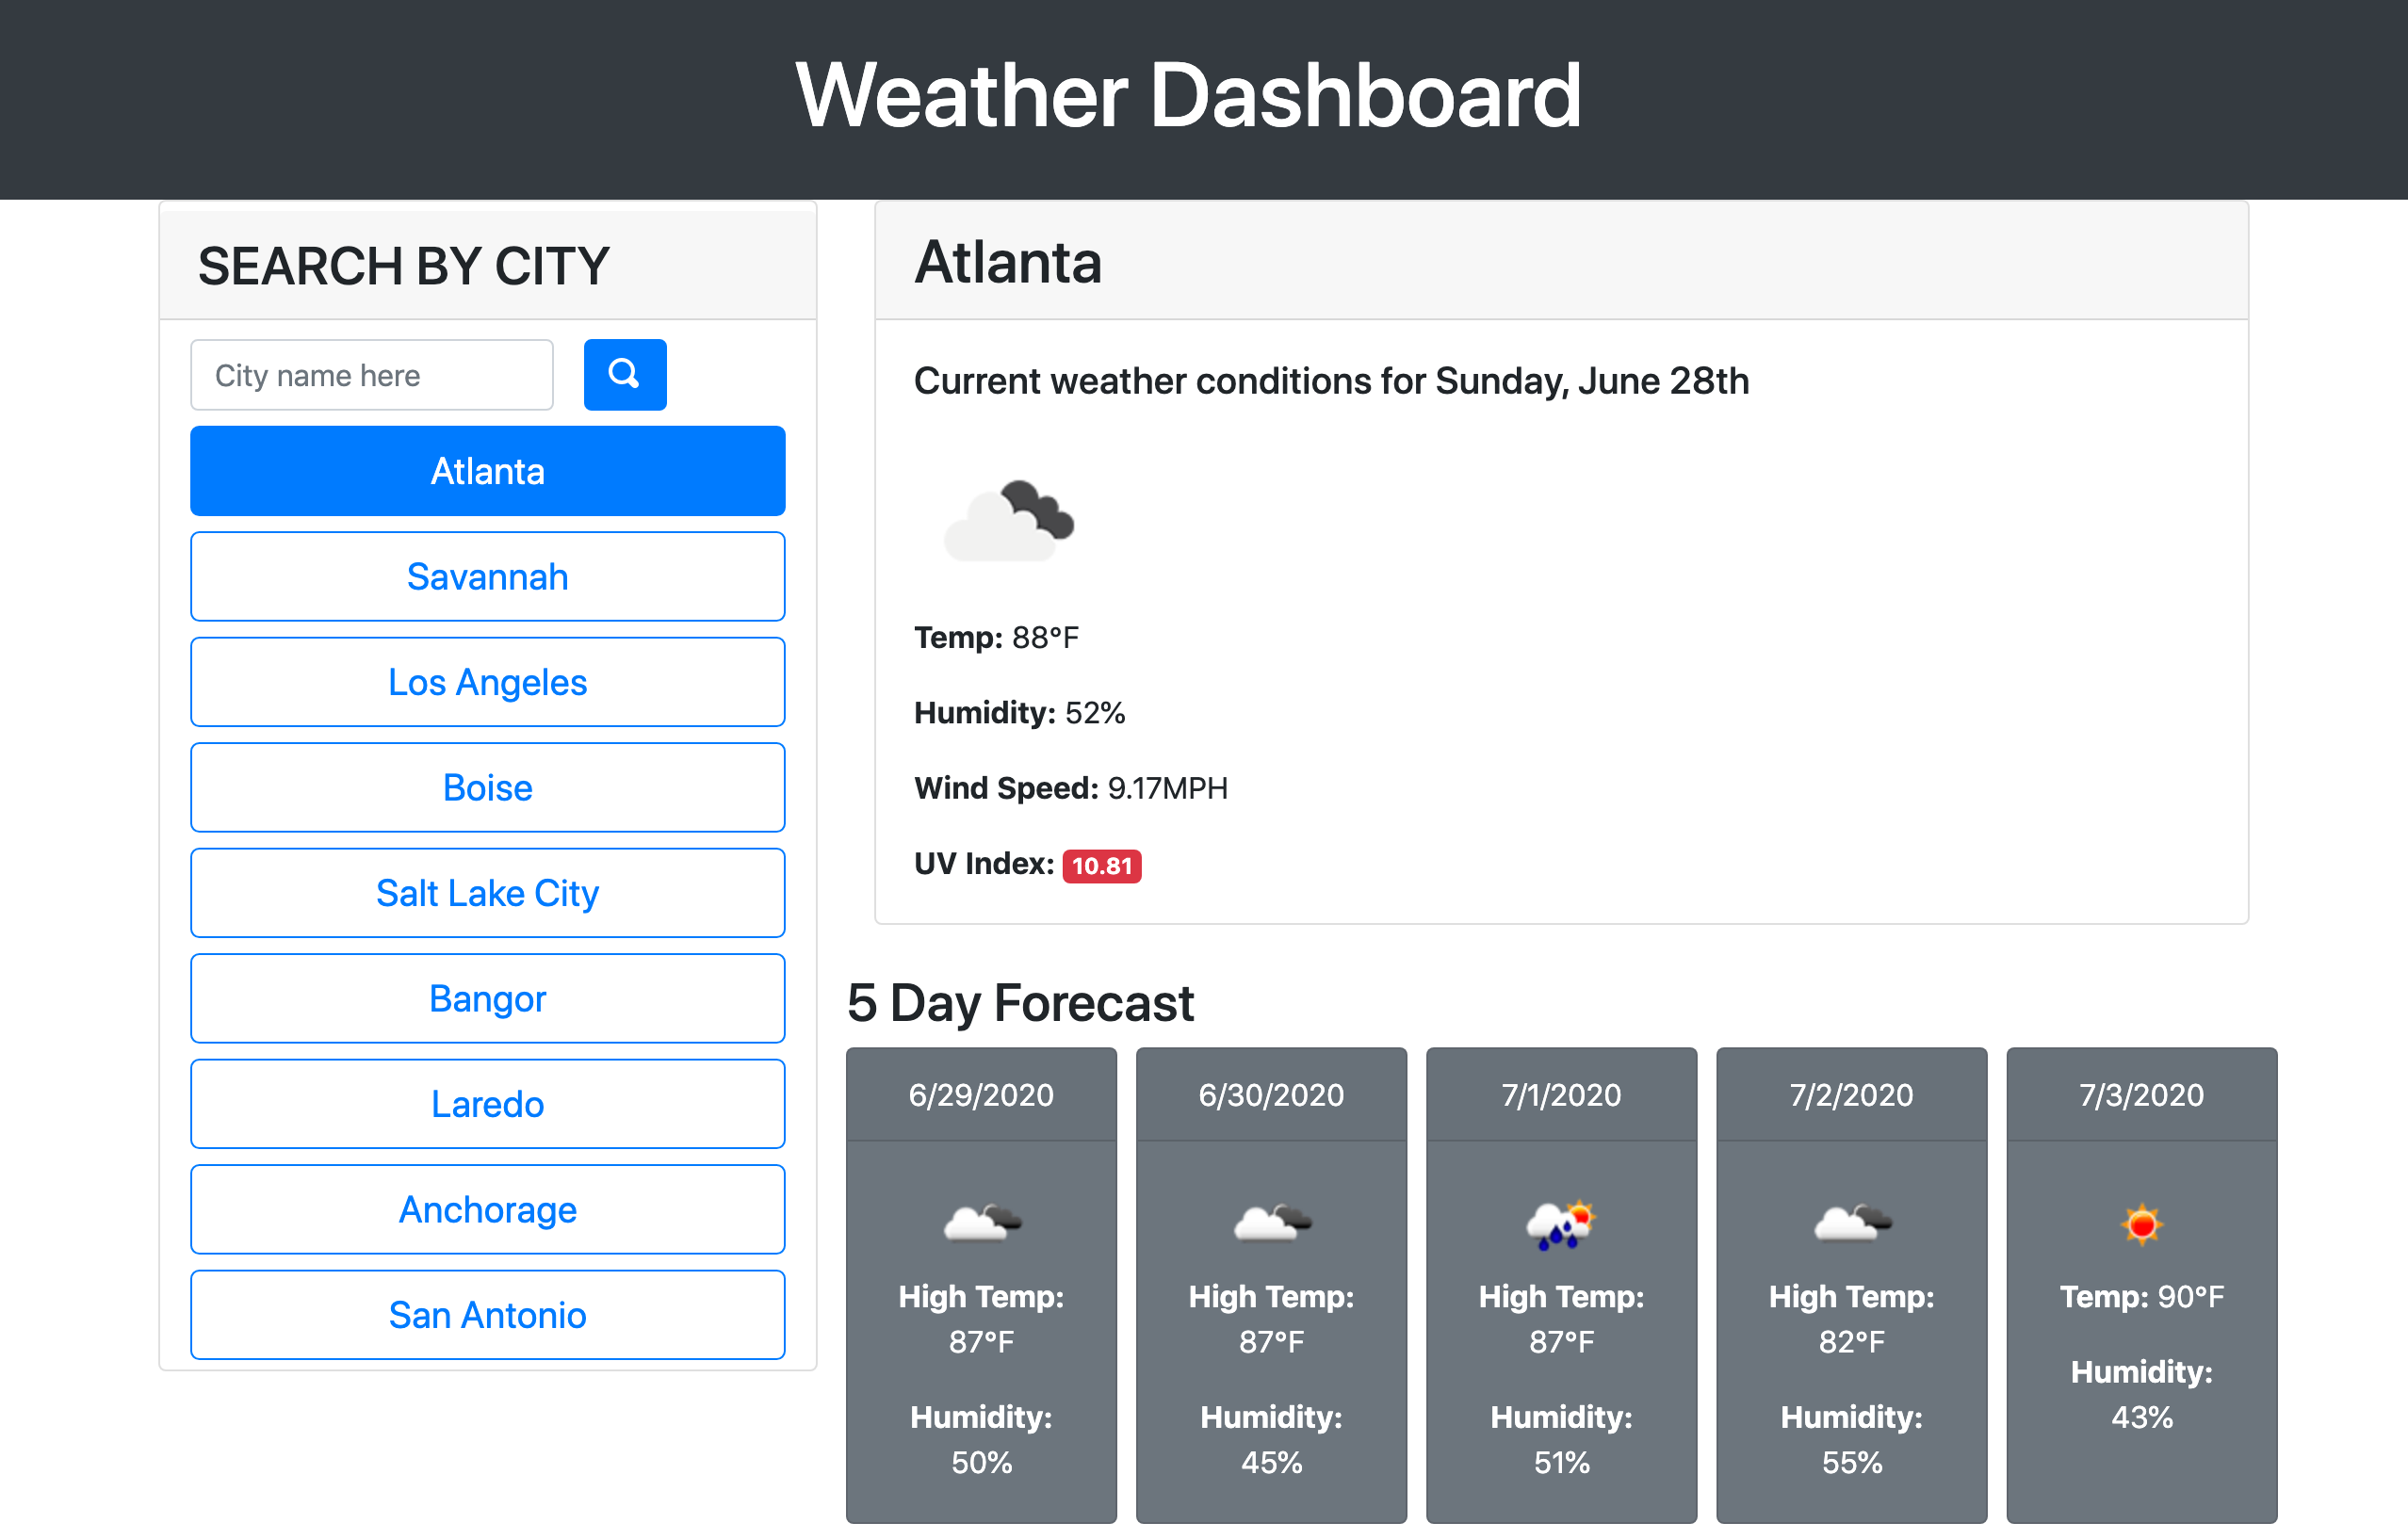 Weather Dashboard
SEARCH BY CITY
City name here
Atlanta
Savannah
Los Angeles
Boise
Salt Lake City
Bangor
Laredo
Anchorage
San Antonio
Atlanta
Current weather conditions for Sunday, June 28th
Temp: 88°F
Humidity: 52%
Wind Speed: 9.17MPH
UV Index: 10.81
5 Day Forecast
6/29/2020
High Temp:
87°F
Humidity:
50%
6/30/2020
High Temp:
87°F
Humidity:
45%
7/1/2020
High Temp:
87°F
Humidity:
51%
7/2/2020
High Temp:
82°F
Humidity:
55%
7/3/2020
Temp: 90°F
Humidity:
43%